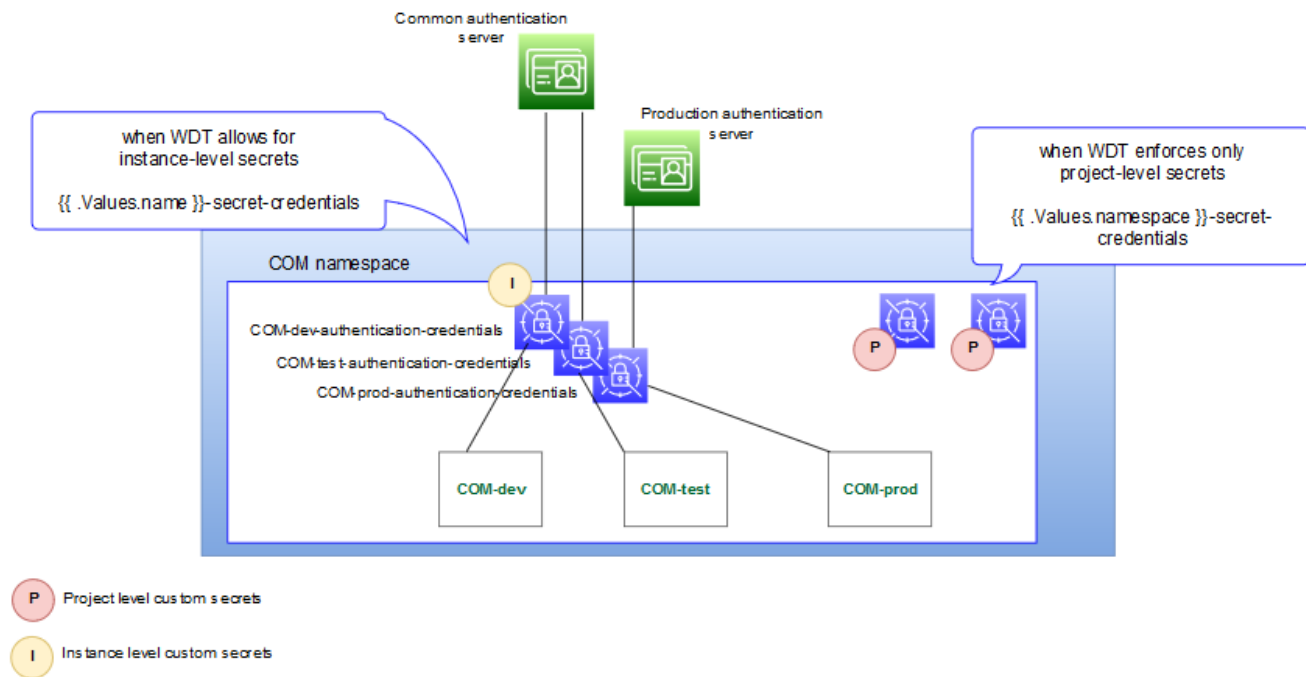 Common authentication
server
Production authentication
server
when WDT allows for
instance-level secrets
{{ .Values.name }}-secret-credentials
when WDT enforces only
project-level secrets
{{ .Values.namespace }}-secret-
credentials
COM namespace
I
COM-dev-authentication-credentials
COM-test-authentication-credentials
COM-prod-authentication-credentials
P
P
COM-dev
COM-test
COM-prod
P Project level custom secrets
I Instance level custom secrets